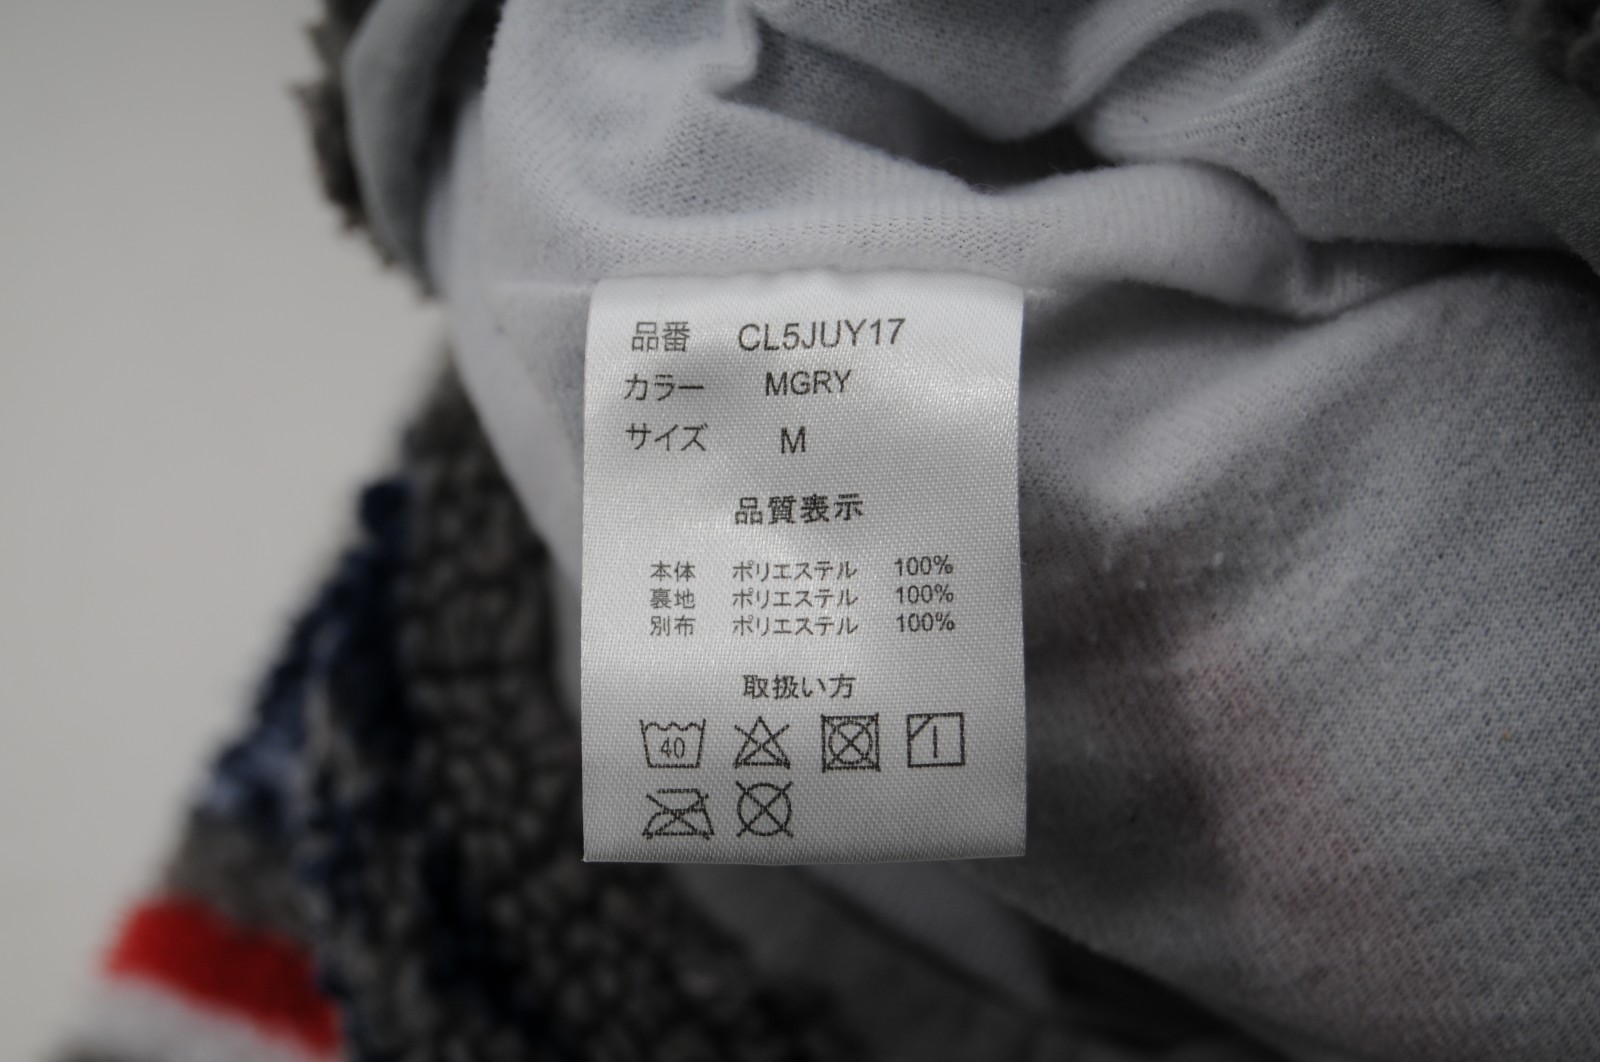 品番 CL5JUY17
カラー MGRY
サイズ M
品質表示
本体 ポリエステル 100%
裏地 ポリエステル 100%
別布 ポリエステル 100%
取扱い方
40